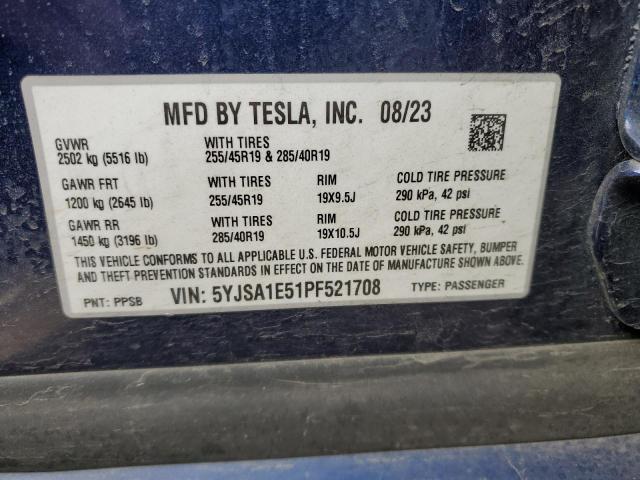 MFD BY TESLA, INC. 08/23
GVWR WITH TIRES
2502 kg (5516 lb) 255/45R19 & 285/40R19
GAWR FRT WITH TIRES RIM COLD TIRE PRESSURE
1200 kg (2645 lb) 255/45R19 19X9.5J 290 kPa, 42 psi
GAWR RR WITH TIRES RIM COLD TIRE PRESSURE
1450 kg (3196 lb) 285/40R19 19X10.5J 290 kPa, 42 psi
THIS VEHICLE CONFORMS TO ALL APPLICABLE U.S. FEDERAL MOTOR VEHICLE SAFETY, BUMPER
AND THEFT PREVENTION STANDARDS IN EFFECT ON THE DATE OF MANUFACTURE SHOWN ABOVE.
PNT: PPSB VIN: 5YJSA1E51PF521708 TYPE: PASSENGER